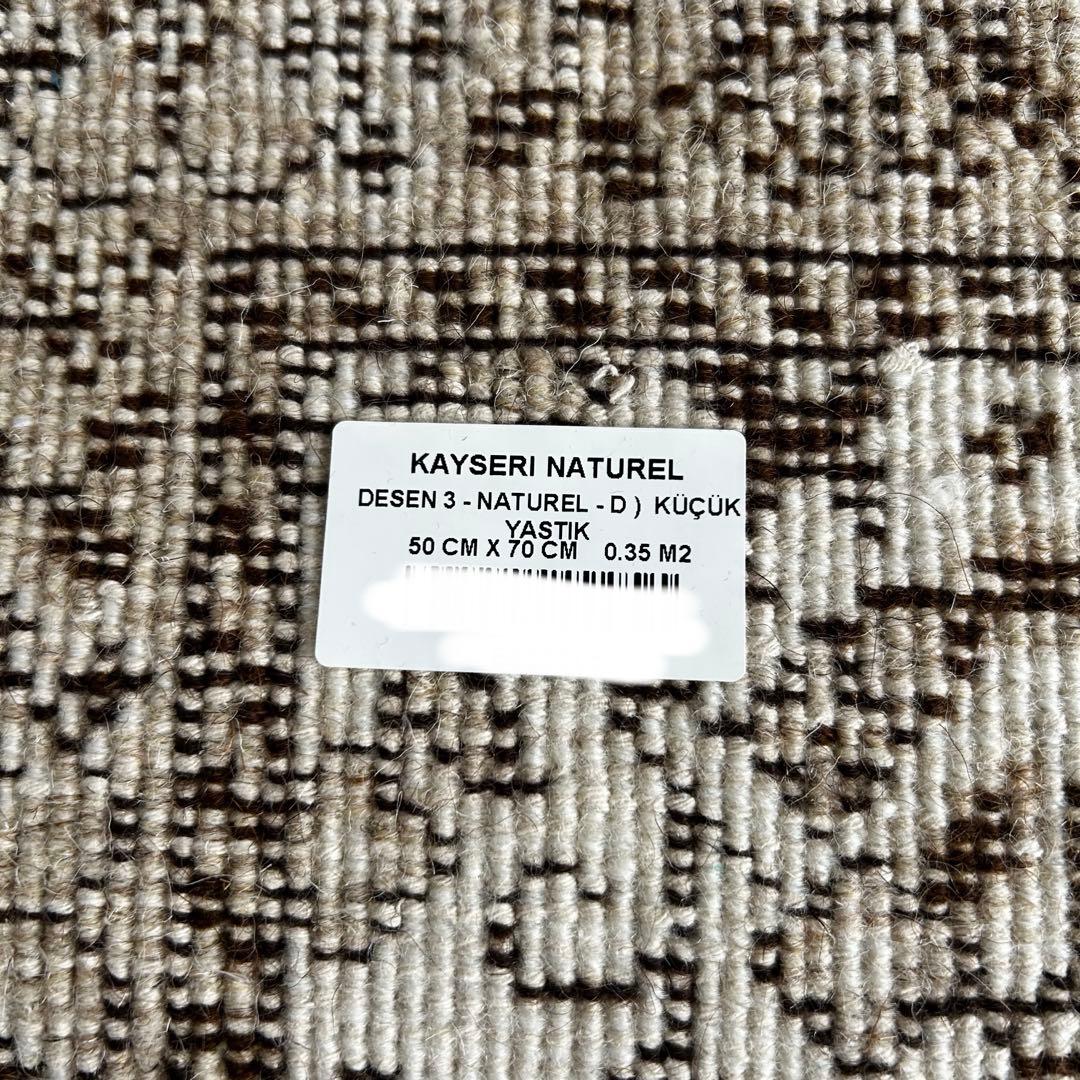 KAYSERI NATUREL
DESEN 3 - NATUREL - D ) KÜÇÜK
YASTIK
50 CM X 70 CM 0.35 M2